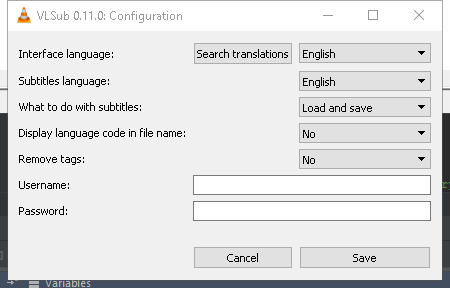 VLSub 0.11.0: Configuration
Interface language: Search translations English
Subtitles language: English
What to do with subtitles: Load and save
Display language code in file name: No
Remove tags: No
Username:
Password:
Cancel Save
Variables